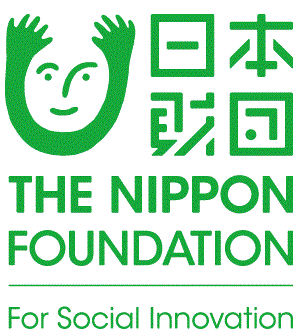 日本
財団
THE NIPPON
FOUNDATION
For Social Innovation